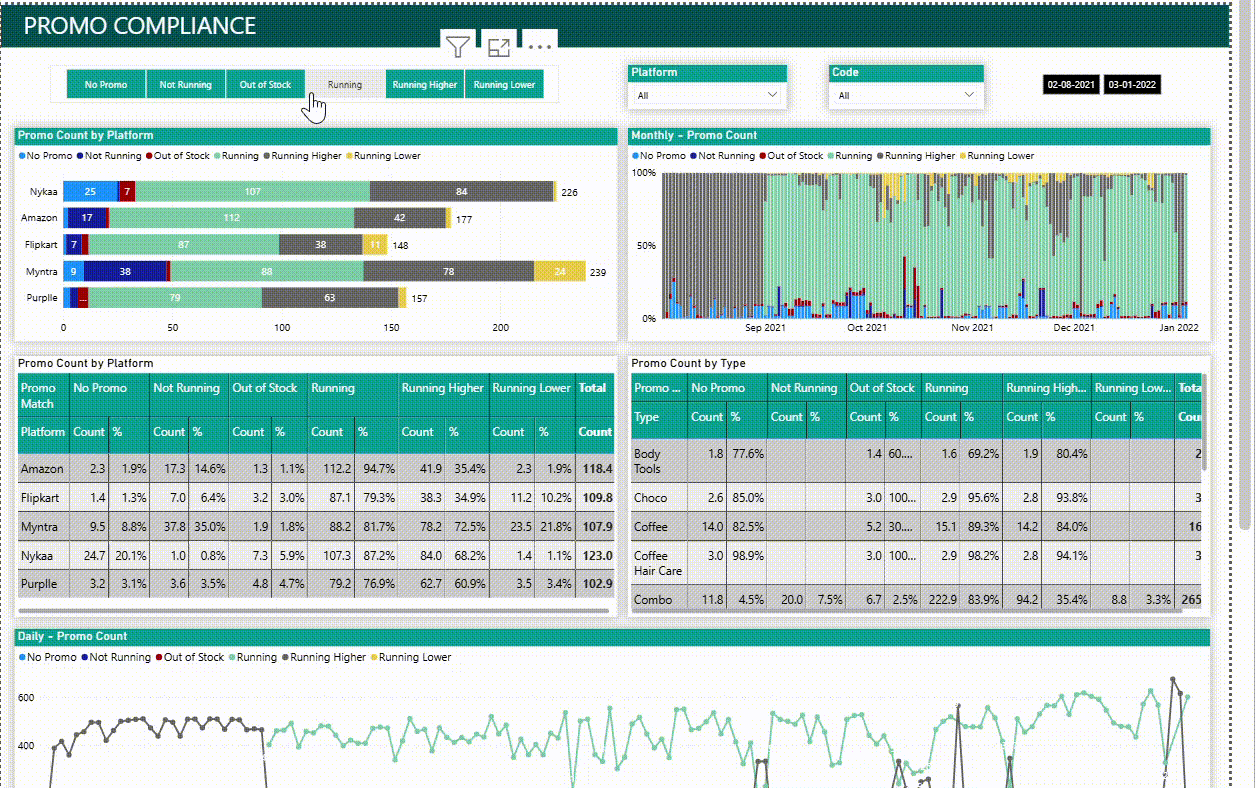 PROMO COMPLIANCE
No Promo Not Running Out of Stock Running Running Higher Running Lower
Platform
All
Code
All
02-08-2021 03-01-2022
Promo Count by Platform
No Promo Not Running Out of Stock Running Running Higher Running Lower
Nykaa 25 7 107 84 226
Amazon 17 112 42 177
Flipkart 7 87 38 11 148
Myntra 9 38 88 78 24 239
Purplle ... 79 63 157
0 50 100 150 200
Monthly - Promo Count
No Promo Not Running Out of Stock Running Running Higher Running Lower
100%
50%
0%
Sep 2021 Oct 2021 Nov 2021 Dec 2021 Jan 2022
Promo Count by Platform
Promo Match No Promo Not Running Out of Stock Running Running Higher Running Lower Total
Platform Count % Count % Count % Count % Count % Count % Count
Amazon 2.3 1.9% 17.3 14.6% 1.3 1.1% 112.2 94.7% 41.9 35.4% 2.3 1.9% 118.4
Flipkart 1.4 1.3% 7.0 6.4% 3.2 3.0% 87.1 79.3% 38.3 34.9% 11.2 10.2% 109.8
Myntra 9.5 8.8% 37.8 35.0% 1.9 1.8% 88.2 81.7% 78.2 72.5% 23.5 21.8% 107.9
Nykaa 24.7 20.1% 1.0 0.8% 7.3 5.9% 107.3 87.2% 84.0 68.2% 1.4 1.1% 123.0
Purplle 3.2 3.1% 3.6 3.5% 4.8 4.7% 79.2 76.9% 62.7 60.9% 3.5 3.4% 102.9
Promo Count by Type
Promo ... No Promo Not Running Out of Stock Running Running High... Running Low... Tota
Type Count % Count % Count % Count % Count % Count % Cou
Body Tools 1.8 77.6% 1.4 60.... 1.6 69.2% 1.9 80.4% 2
Choco 2.6 85.0% 3.0 100... 2.9 95.6% 2.8 93.8% 3
Coffee 14.0 82.5% 5.2 30.... 15.1 89.3% 14.2 84.0% 16
Coffee Hair Care 3.0 98.9% 3.0 100... 2.9 98.2% 2.8 94.1% 3
Combo 11.8 4.5% 20.0 7.5% 6.7 2.5% 222.9 83.9% 94.2 35.4% 8.8 3.3% 265
Daily - Promo Count
No Promo Not Running Out of Stock Running Running Higher Running Lower
600
400